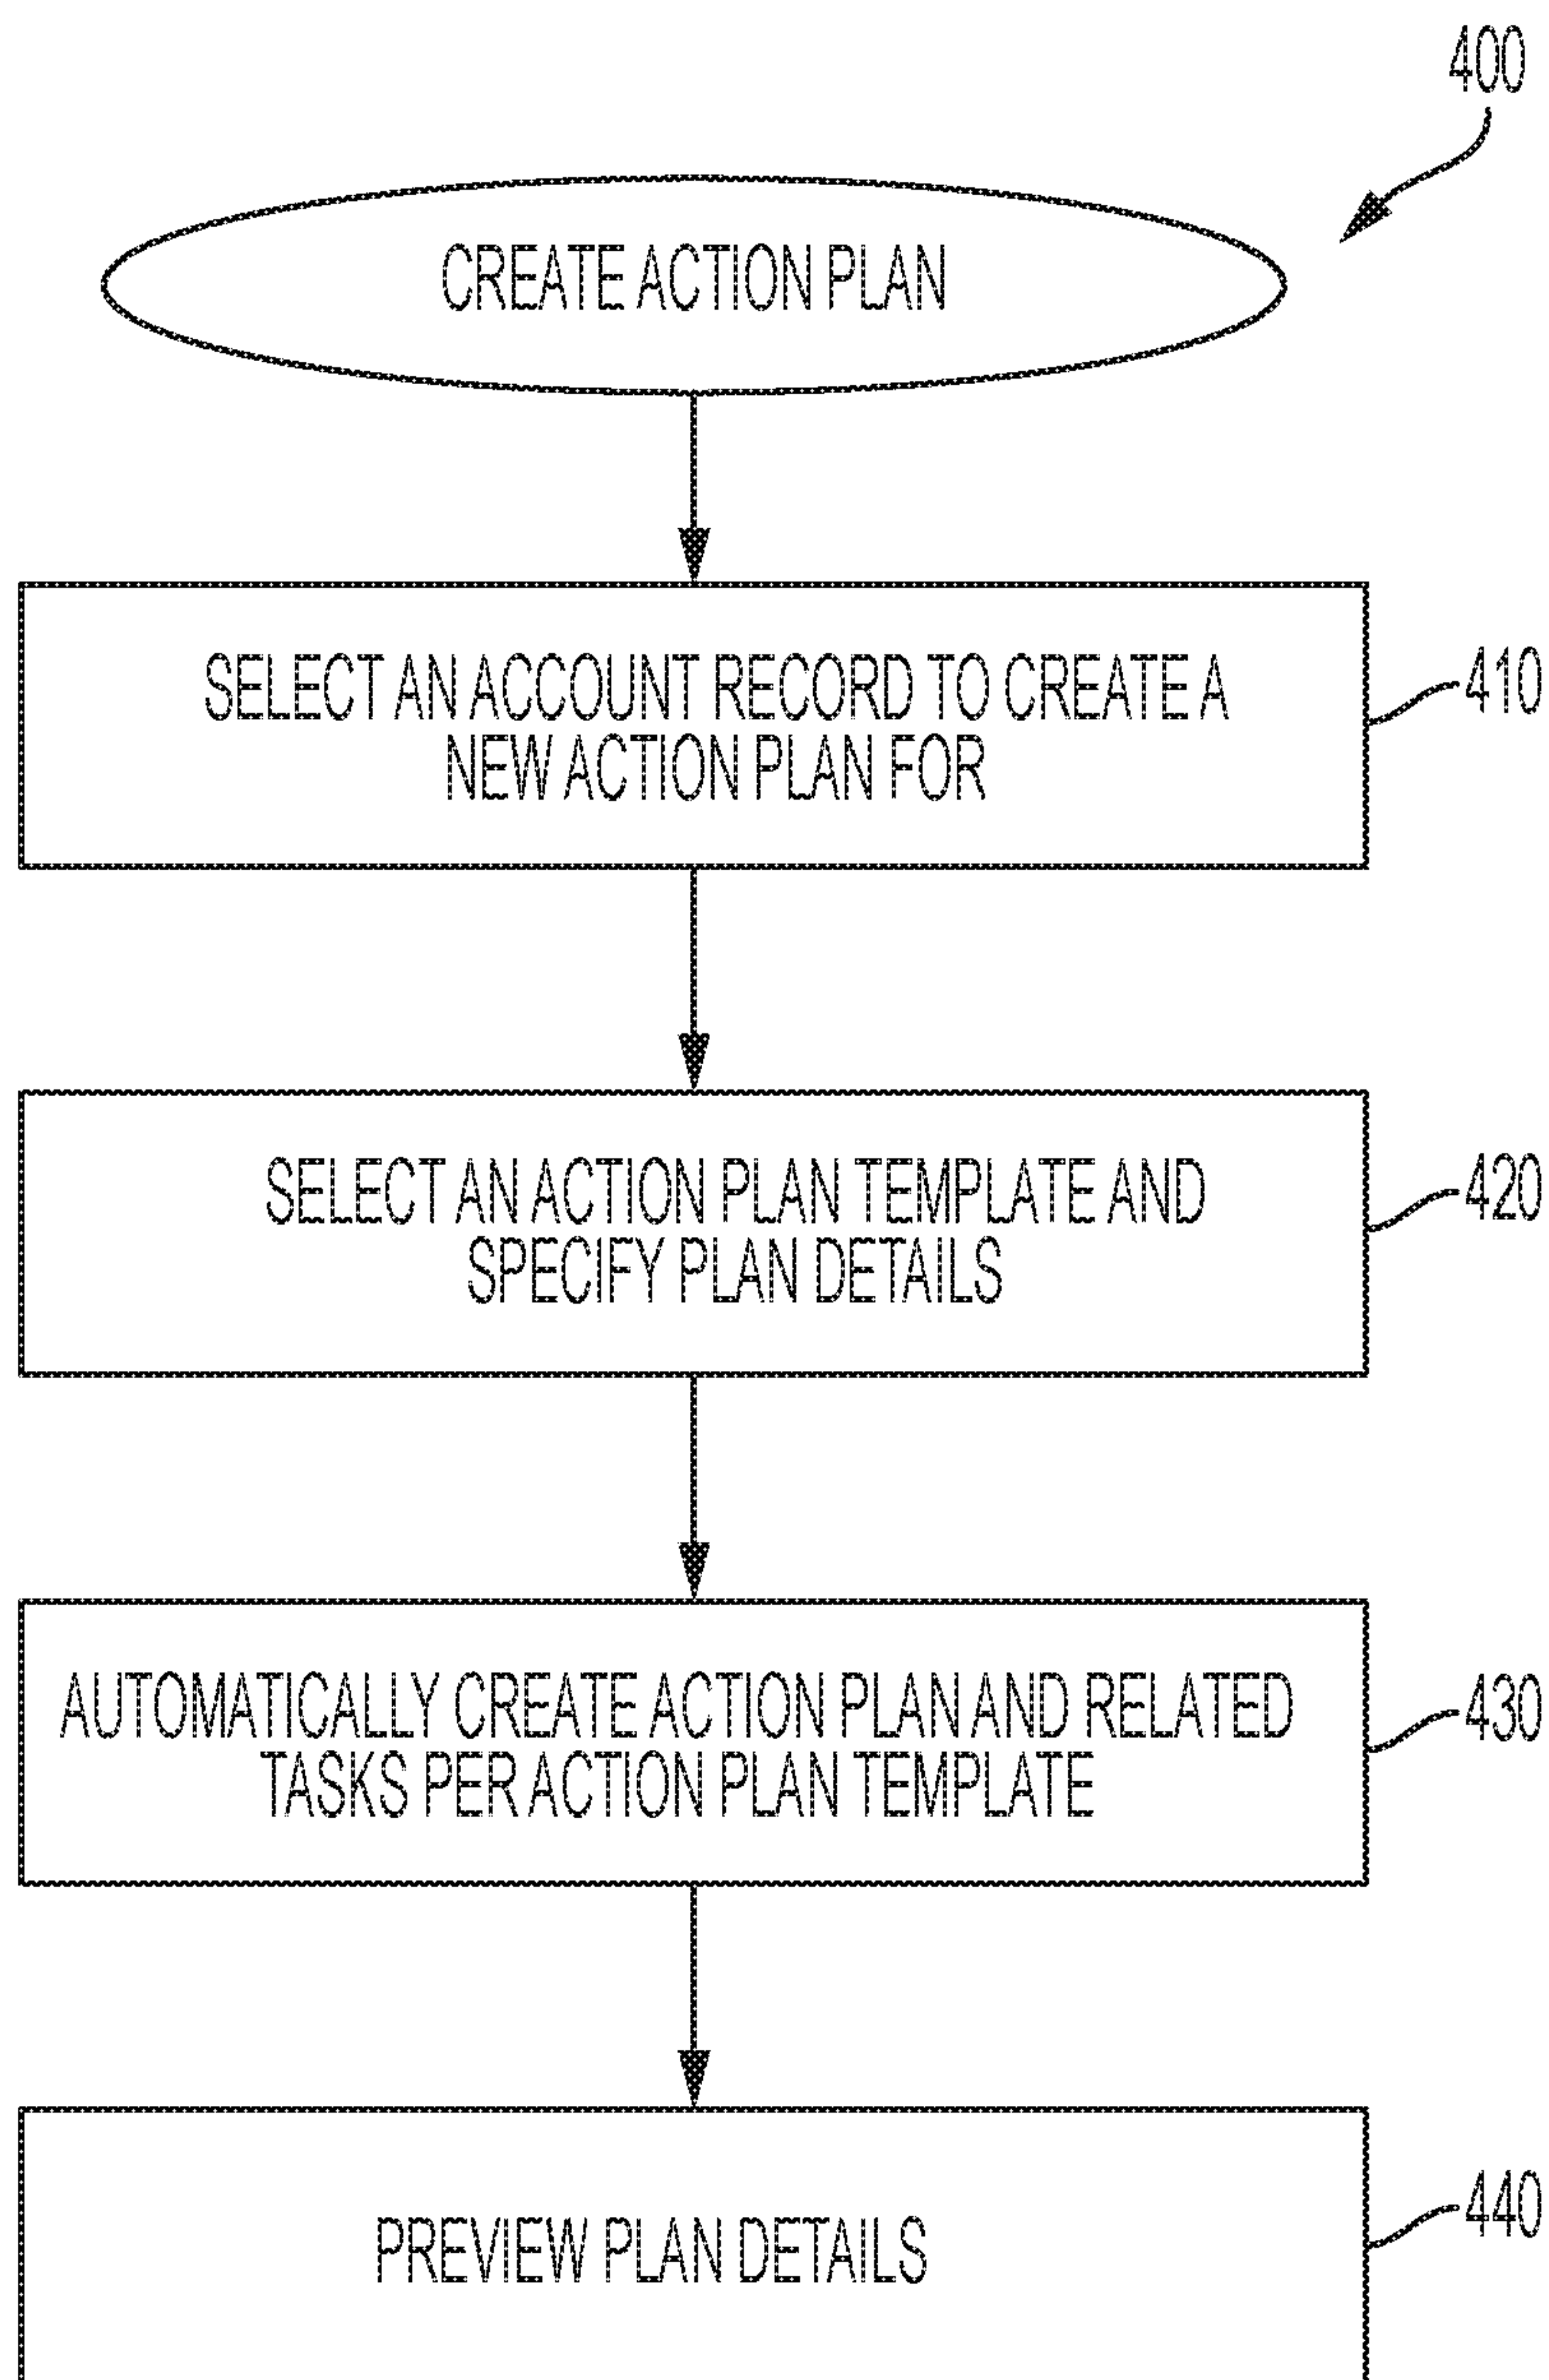 400
CREATE ACTION PLAN
SELECT AN ACCOUNT RECORD TO CREATE A
NEW ACTION PLAN FOR
410
SELECT AN ACTION PLAN TEMPLATE AND
SPECIFY PLAN DETAILS
420
AUTOMATICALLY CREATE ACTION PLAN AND RELATED
TASKS PER ACTION PLAN TEMPLATE
430
PREVIEW PLAN DETAILS
440